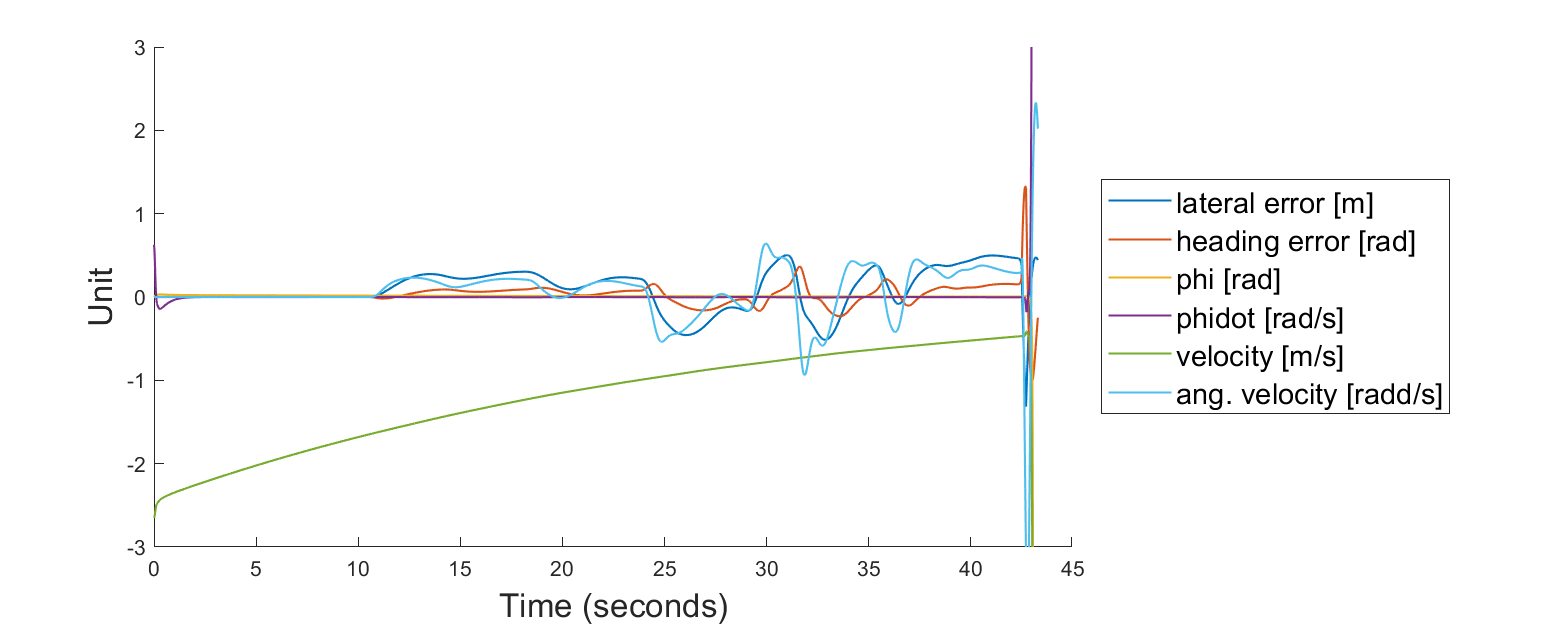 3
2
1
0
-1
-2
-3
Unit
0 5 10 15 20 25 30 35 40 45
Time (seconds)
lateral error [m]
heading error [rad]
phi [rad]
phidot [rad/s]
velocity [m/s]
ang. velocity [radd/s]